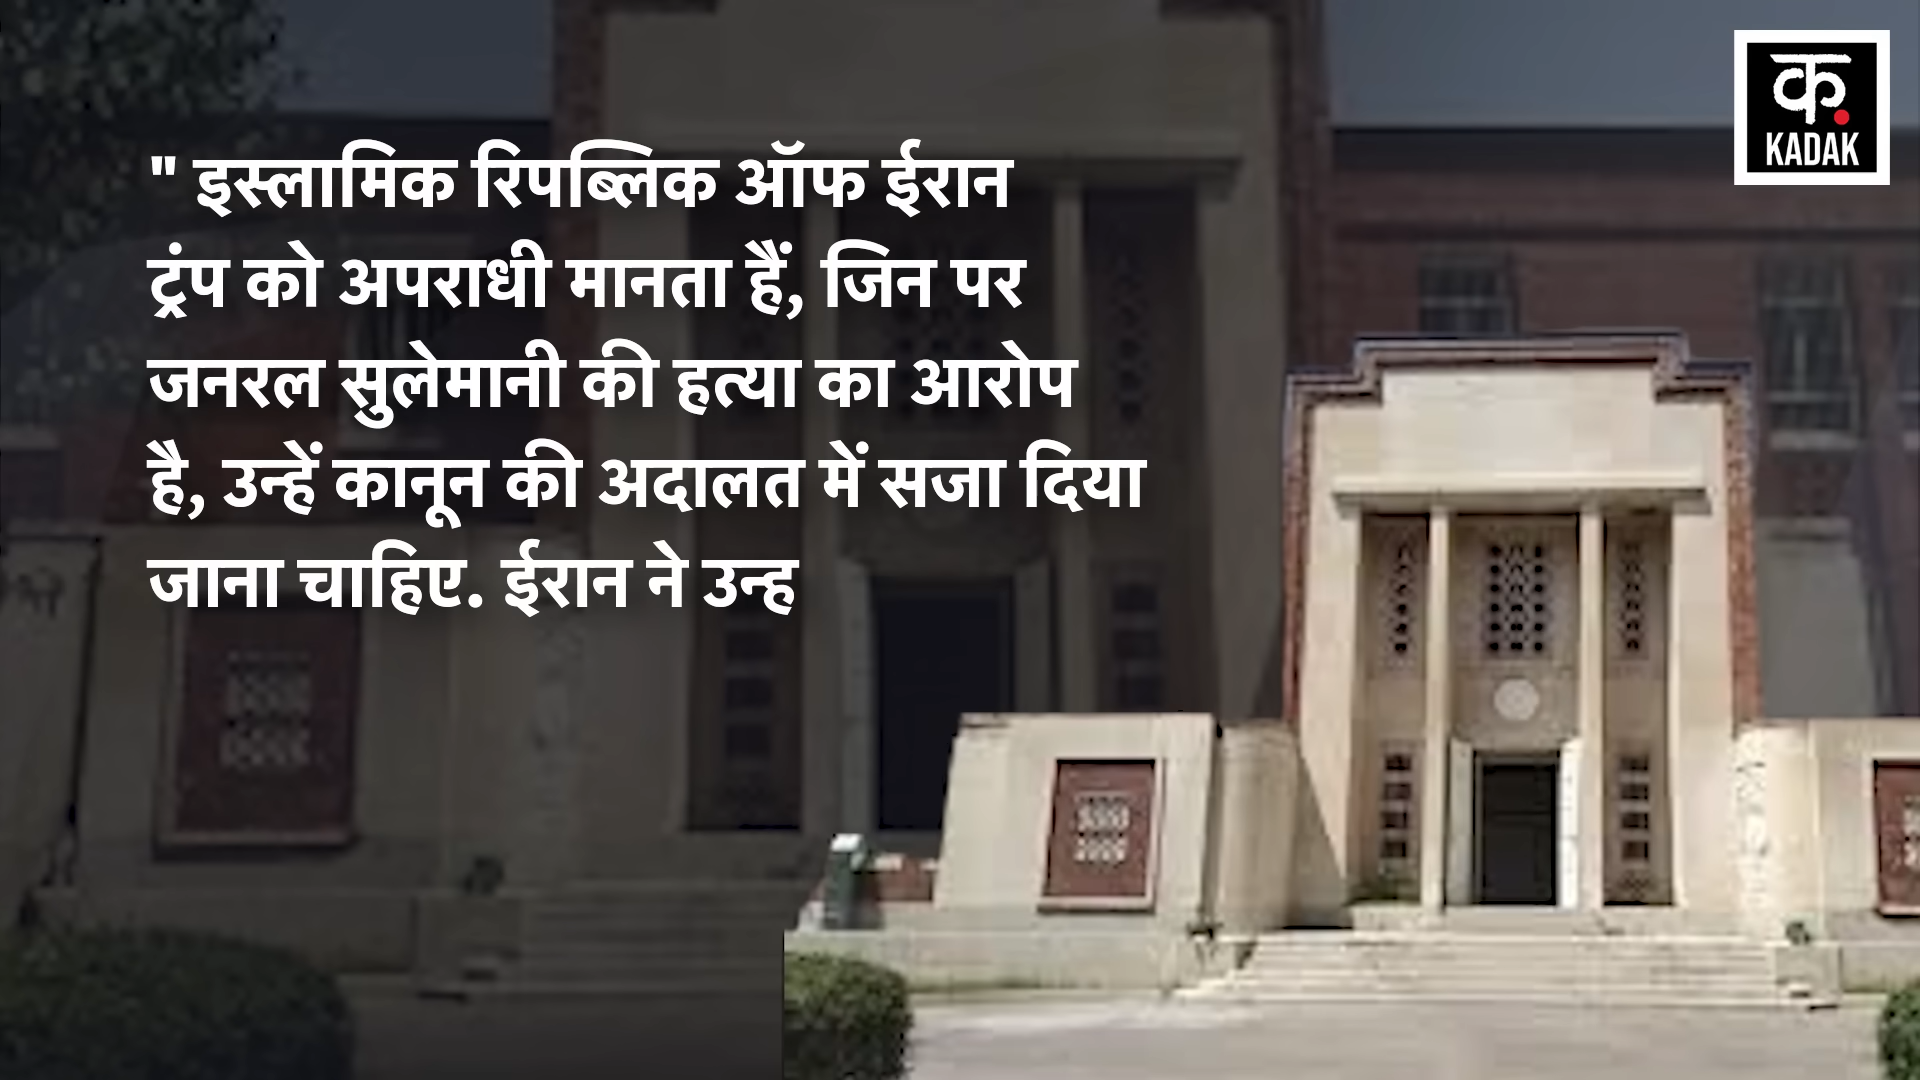 " इस्लामिक रिपब्लिक ऑफ ईरान
ट्रंप को अपराधी मानता हैं, जिन पर
जनरल सुलेमानी की हत्या का आरोप
है, उन्हें कानून की अदालत में सजा दिया
जाना चाहिए. ईरान ने उन्ह
क.
KADAK